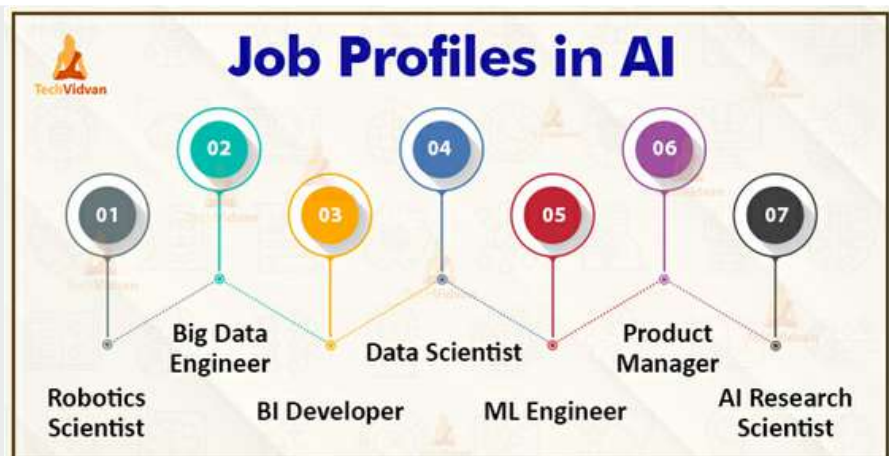 Job Profiles in AI
TechVidvan
01
02
03
04
05
06
07
Robotics
Scientist
Big Data
Engineer
BI Developer
Data Scientist
ML Engineer
Product
Manager
AI Research
Scientist